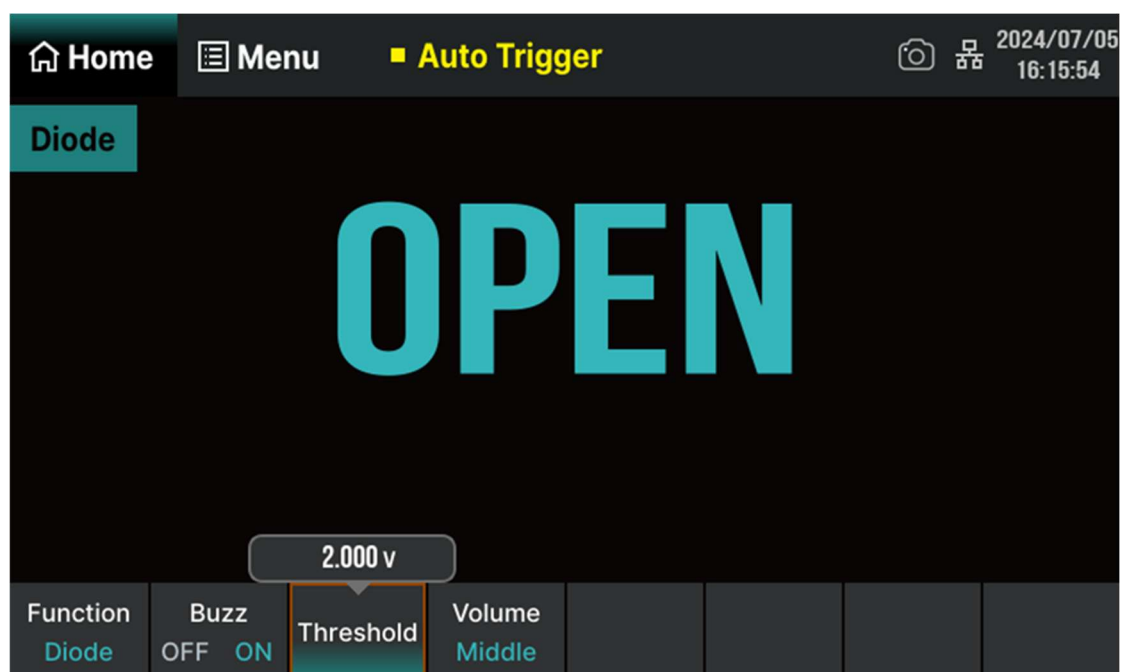 Home Menu Auto Trigger 2024/07/05
16:15:54
Diode
OPEN
2.000 v
Function Buzz Threshold Volume
Diode OFF ON Middle